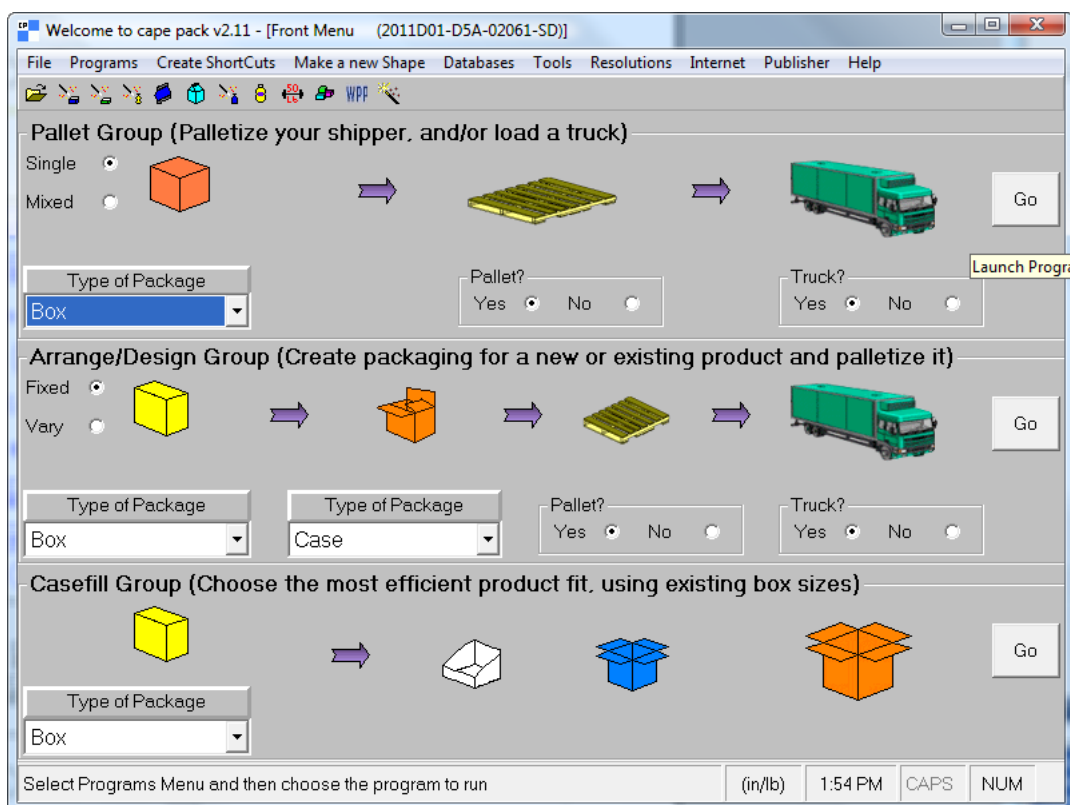 Welcome to cape pack v2.11 - [Front Menu (2011D01-D5A-02061-SD)]
File Programs Create ShortCuts Make a new Shape Databases Tools Resolutions Internet Publisher Help
WPP
Pallet Group (Palletize your shipper, and/or load a truck)
Single
Mixed
Go
Launch Progra
Type of Package
Box
Pallet?
Yes No
Truck?
Yes No
Arrange/Design Group (Create packaging for a new or existing product and palletize it)
Fixed
Vary
Go
Type of Package
Box
Type of Package
Case
Pallet?
Yes No
Truck?
Yes No
Casefill Group (Choose the most efficient product fit, using existing box sizes)
Go
Type of Package
Box
Select Programs Menu and then choose the program to run (in/lb) 1:54 PM CAPS NUM